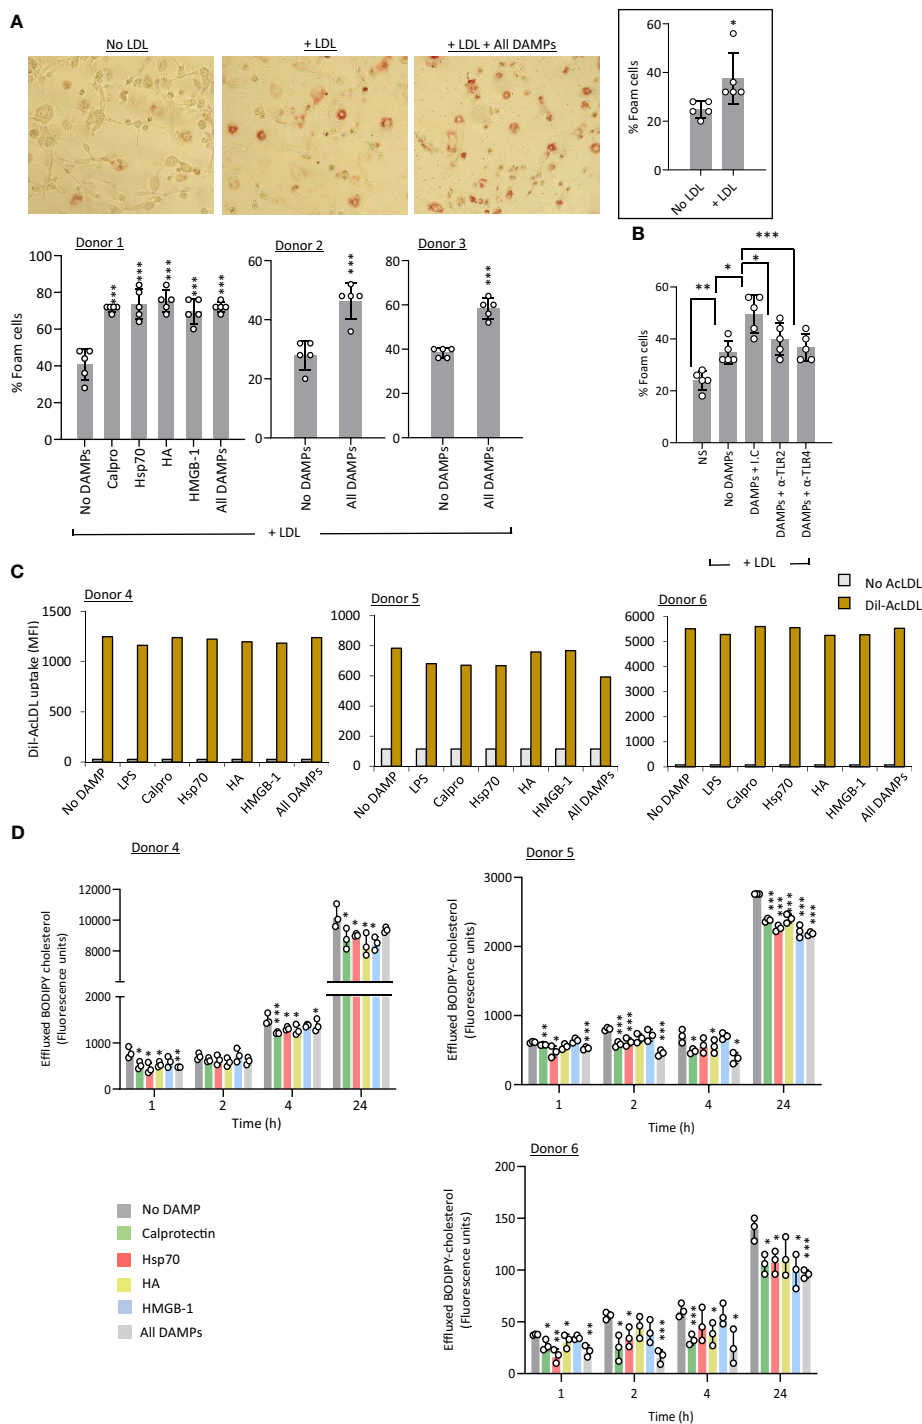 A
No LDL
+ LDL
+ LDL + All DAMPs
% Foam cells
60
40
20
0
*
No LDL
+ LDL
Donor 1
% Foam cells
100
80
60
40
20
0
***
***
***
***
***
No DAMPs
Calpro
Hsp70
HA
HMGB-1
All DAMPs
Donor 2
60
40
20
0
***
No DAMPs
All DAMPs
Donor 3
80
60
40
20
0
***
No DAMPs
All DAMPs
+ LDL
B
% Foam cells
60
40
20
0
**
*
*
***
NS
No DAMPs
DAMPs + I.C
DAMPs + α-TLR2
DAMPs + α-TLR4
+ LDL
C
No AcLDL
Dil-AcLDL
Dil-AcLDL uptake (MFI)
Donor 4
1500
1000
500
0
No DAMP
LPS
Calpro
Hsp70
HA
HMGB-1
All DAMPs
Donor 5
1000
800
600
400
200
0
No DAMP
LPS
Calpro
Hsp70
HA
HMGB-1
All DAMPs
Donor 6
6000
5000
4000
3000
2000
1000
0
No DAMP
LPS
Calpro
Hsp70
HA
HMGB-1
All DAMPs
D
Donor 4
Effluxed BODIPY cholesterol
(Fluorescence units)
12000
10000
8000
2000
1000
0
* * * **
*** * * *
* * * *
1
2
4
24
Time (h)
Donor 5
Effluxed BODIPY-cholesterol
(Fluorescence units)
3000
2000
1000
0
** * ***
*** *** ***
* * *
*** *** *** *** ***
1
2
4
24
Time (h)
Donor 6
Effluxed BODIPY-cholesterol
(Fluorescence units)
200
150
100
50
0
* ** * **
* * ***
*** * *
* * * ***
1
2
4
24
Time (h)
No DAMP
Calprotectin
Hsp70
HA
HMGB-1
All DAMPs